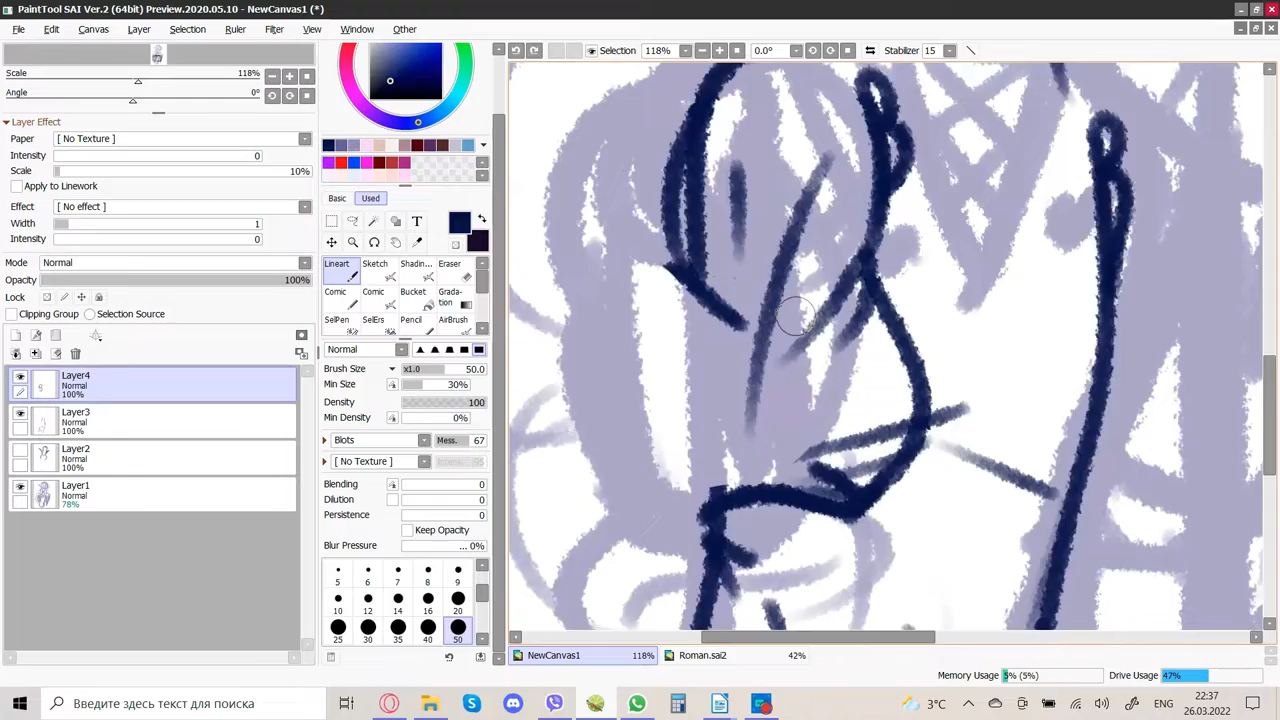 PaintTool SAI Ver.2 (64bit) Preview.2020.05.10 - NewCanvas1 (*)
File Edit Canvas Layer Selection Ruler Filter View Window Other
Selection 118% 0.0° Stabilizer 15
Scale 118%
Angle 0°
Layer Effect
Paper [ No Texture ]
Intensity 0
Scale 10%
Apply to Linework
Effect [ No effect ]
Width 1
Intensity 0
Mode Normal
Opacity 100%
Lock
Clipping Group Selection Source
Layer4
Normal
100%
Layer3
Normal
100%
Layer2
Normal
100%
Layer1
Normal
78%
Basic Used
T
Lineart Sketch Shadin... Eraser
Comic Comic Bucket Grada-
tion
SelPen SelErs Pencil AirBrush
Normal
Brush Size x1.0 50.0
Min Size 30%
Density 100
Min Density 0%
Blots Mess. 67
[ No Texture ]
Blending 0
Dilution 0
Persistence 0
Keep Opacity
Blur Pressure ... 0%
5 6 7 8 9
10 12 14 16 20
25 30 35 40 50
NewCanvas1 118% Roman.sai2 42%
Memory Usage 5% (5%) Drive Usage 47%
Введите здесь текст для поиска
3°C
22:37
26.03.2022